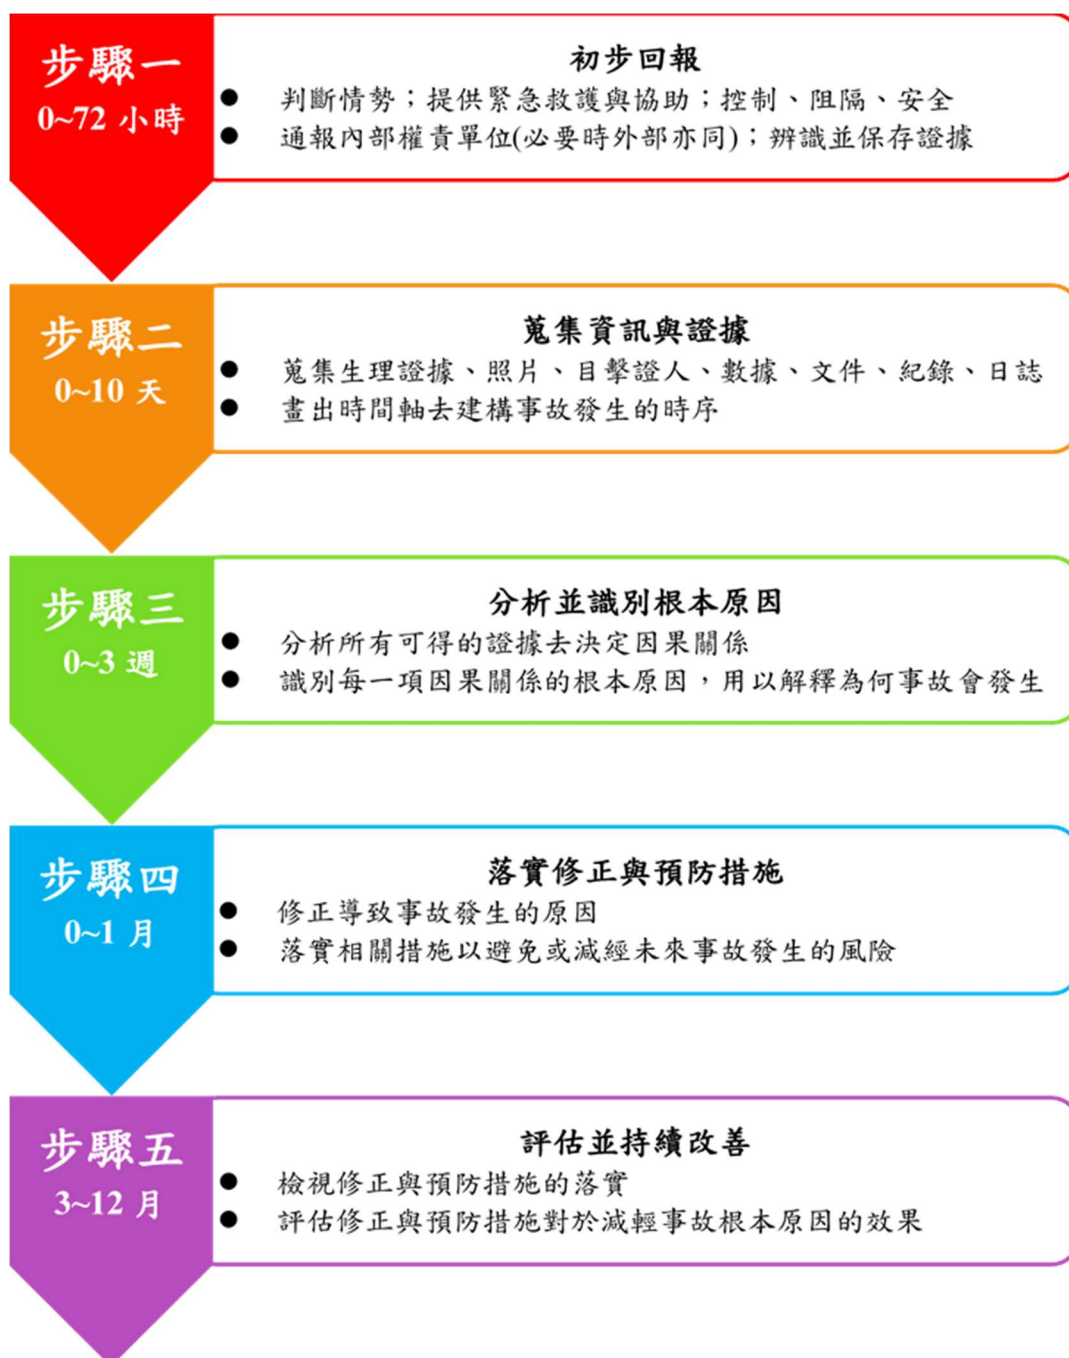 步驟一
0~72 小時
初步回報
● 判斷情勢；提供緊急救護與協助；控制、阻隔、安全
● 通報內部權責單位(必要時外部亦同)；辨識並保存證據
步驟二
0~10 天
蒐集資訊與證據
● 蒐集生理證據、照片、目擊證人、數據、文件、紀錄、日誌
● 畫出時間軸去建構事故發生的時序
步驟三
0~3 週
分析並識別根本原因
● 分析所有可得的證據去決定因果關係
● 識別每一項因果關係的根本原因，用以解釋為何事故會發生
步驟四
0~1 月
落實修正與預防措施
● 修正導致事故發生的原因
● 落實相關措施以避免或減經未來事故發生的風險
步驟五
3~12 月
評估並持續改善
● 檢視修正與預防措施的落實
● 評估修正與預防措施對於減輕事故根本原因的效果